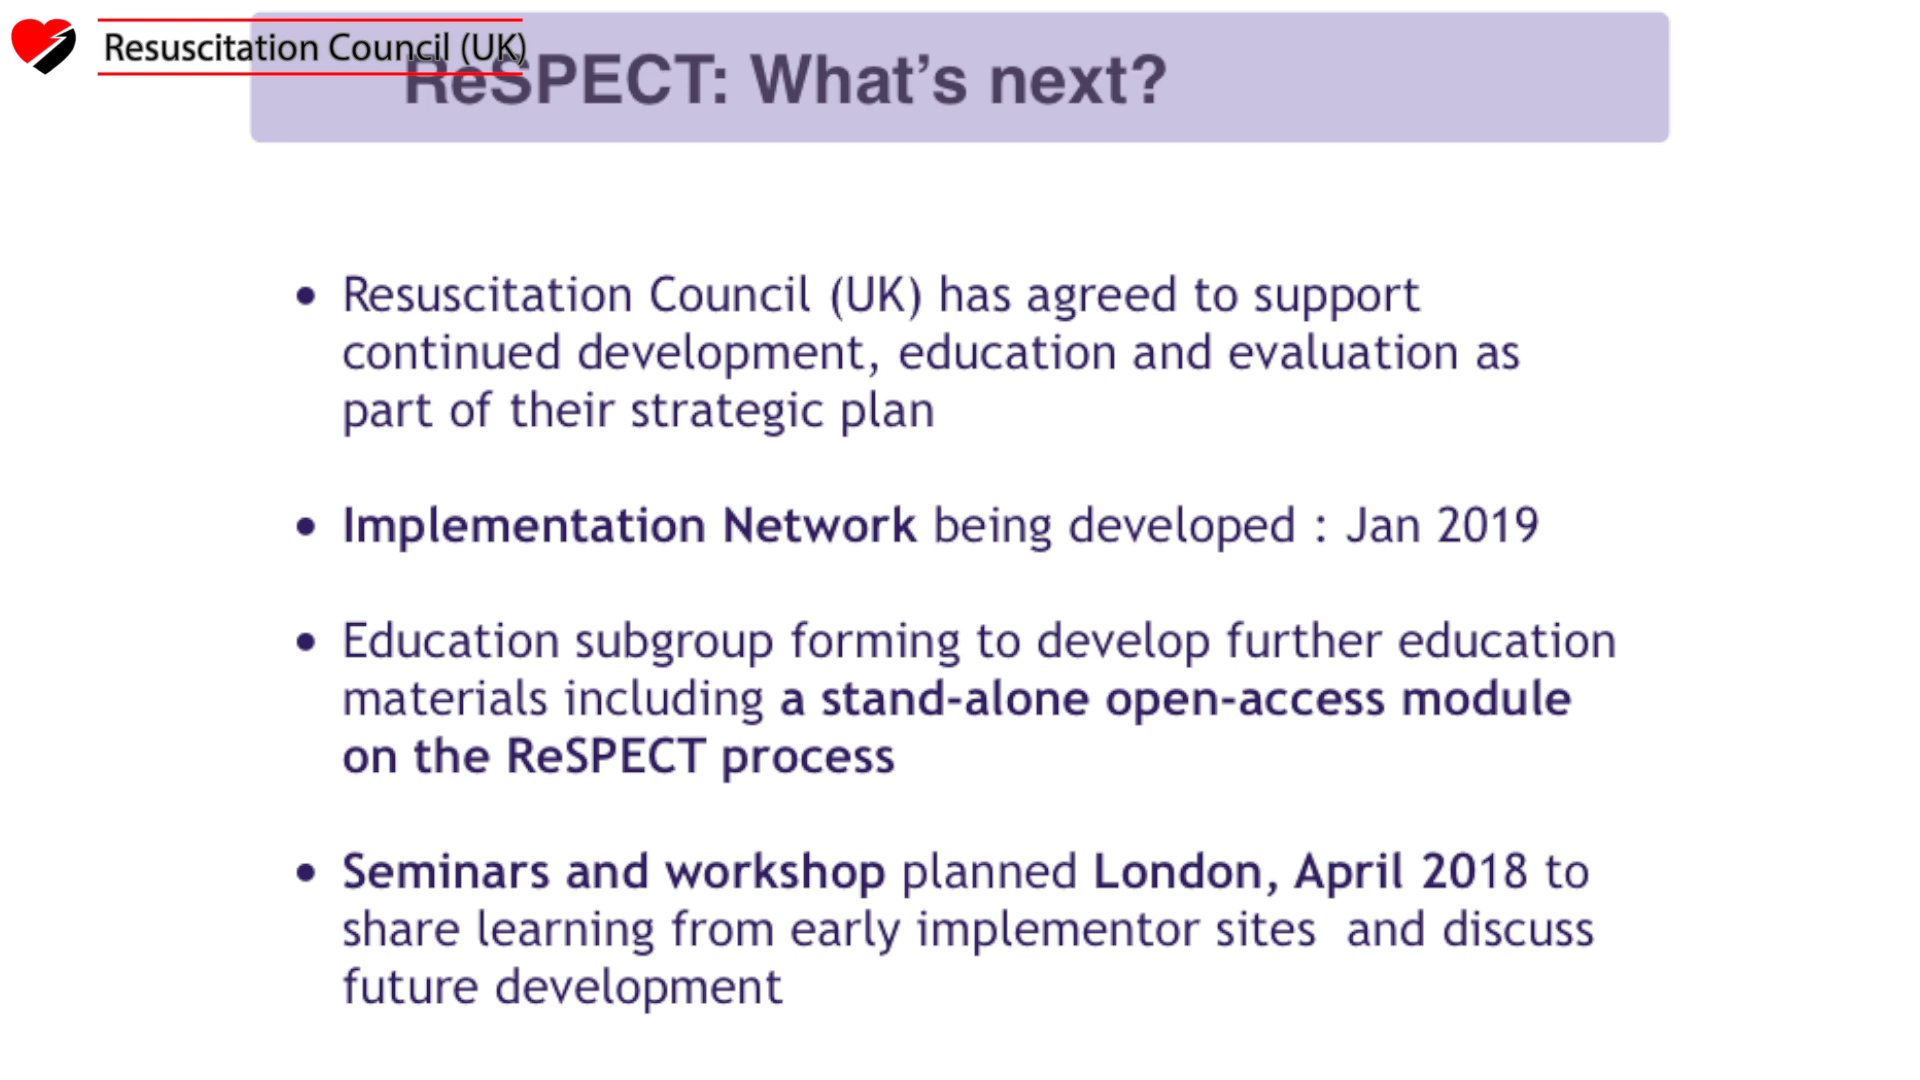 Resuscitation Council (UK)
ReSPECT: What's next?
• Resuscitation Council (UK) has agreed to support
continued development, education and evaluation as
part of their strategic plan
• Implementation Network being developed : Jan 2019
• Education subgroup forming to develop further education
materials including a stand-alone open-access module
on the ReSPECT process
• Seminars and workshop planned London, April 2018 to
share learning from early implementor sites  and discuss
future development